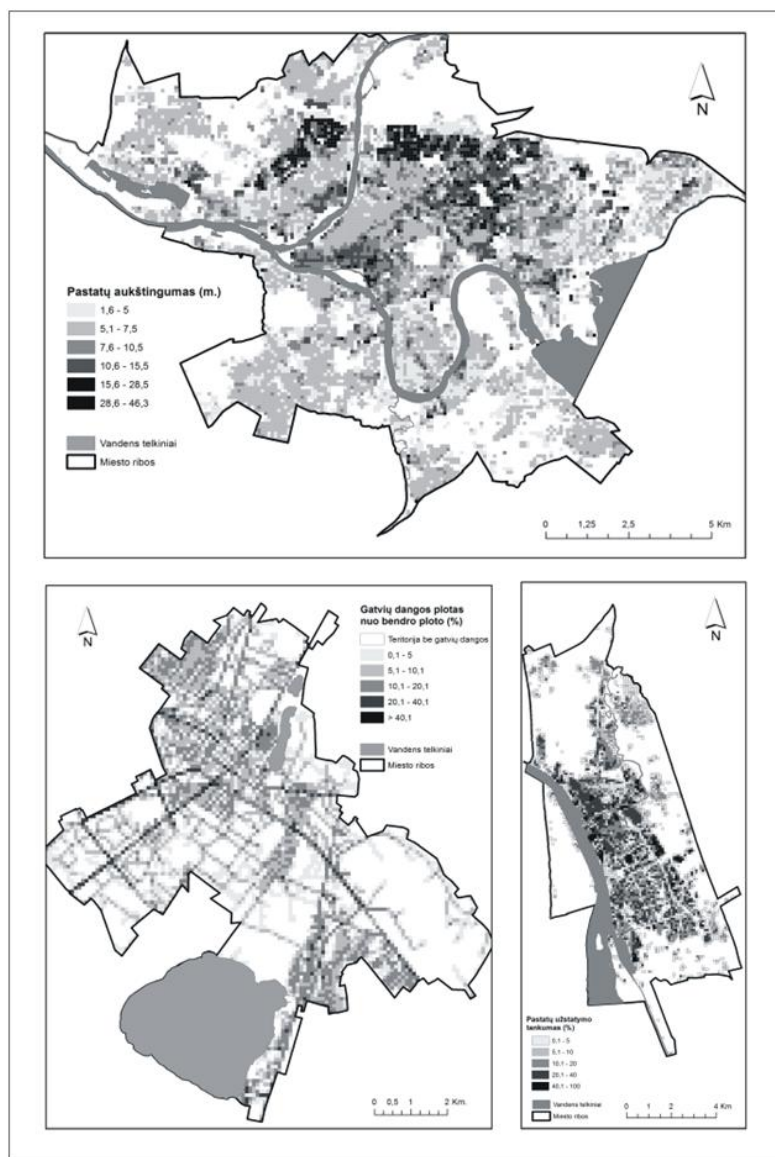 N
Pastatų aukštingumas (m.)
1,6 - 5
5,1 - 7,5
7,6 - 10,5
10,6 - 15,5
15,6 - 28,5
28,6 - 46,3
Vandens telkiniai
Miesto ribos
0 1,25 2,5 5 Km
N
Gatvių dangos plotas
nuo bendro ploto (%)
Teritorija be gatvių dangos
0,1 - 5
5,1 - 10,1
10,1 - 20,1
20,1 - 40,1
> 40,1
Vandens telkiniai
Miesto ribos
0 0,5 1 2 Km.
N
Pastatų užstatymo
tankumas (%)
0,1 - 5
5,1 - 10
10,1 - 20
20,1 - 40
40,1 - 100
Vandens telkiniai
Miesto ribos
0 1 2 4 Km